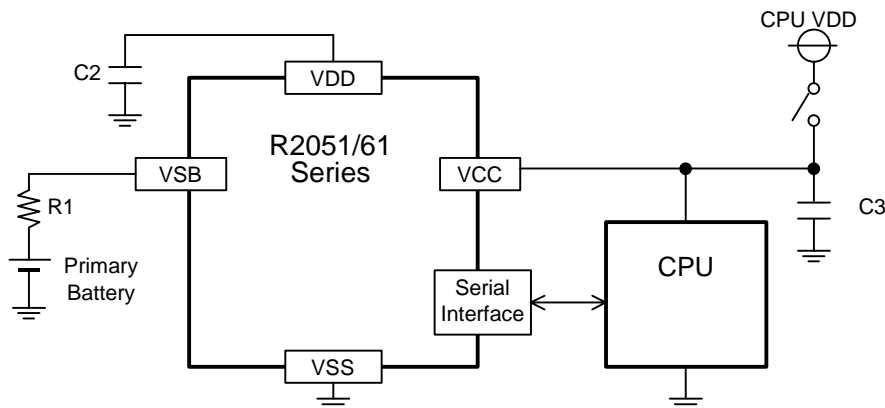 CPU VDD
C2
VDD
R2051/61
Series
VSB
VCC
R1
C3
Primary
Battery
CPU
Serial
Interface
VSS